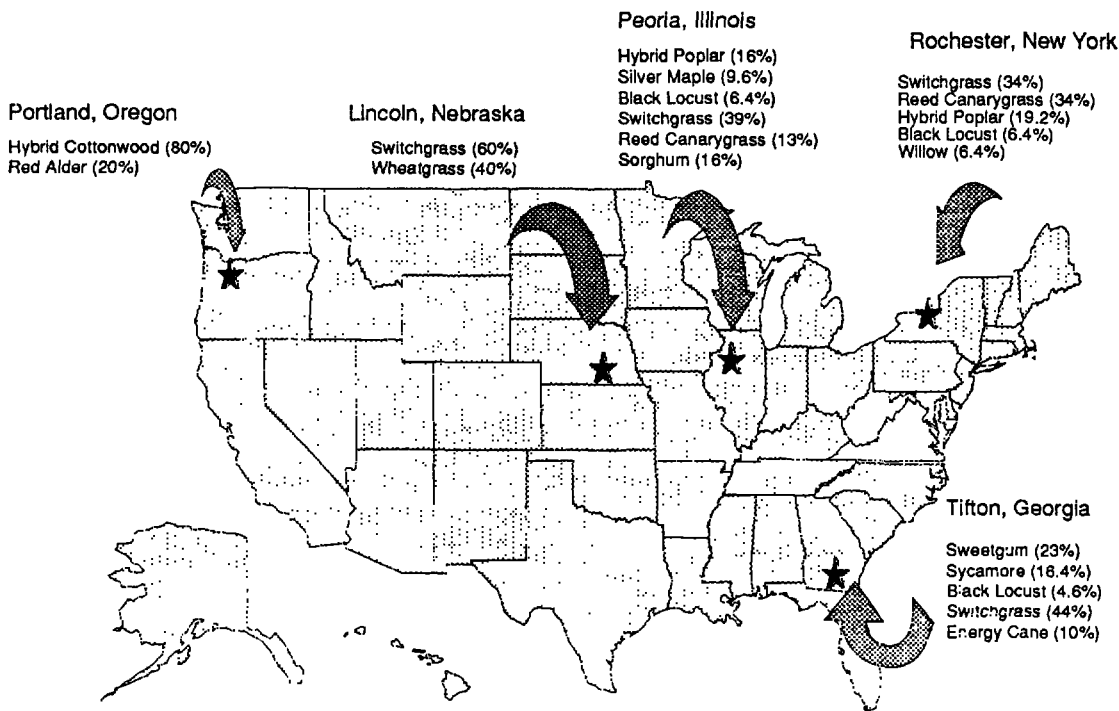 Peoria, Illinois
Hybrid Poplar (16%)
Silver Maple (9.6%)
Black Locust (6.4%)
Switchgrass (39%)
Reed Canarygrass (13%)
Sorghum (16%)
Rochester, New York
Switchgrass (34%)
Reed Canarygrass (34%)
Hybrid Poplar (19.2%)
Black Locust (6.4%)
Willow (6.4%)
Portland, Oregon
Hybrid Cottonwood (80%)
Red Alder (20%)
Lincoln, Nebraska
Switchgrass (60%)
Wheatgrass (40%)
Tifton, Georgia
Sweetgum (23%)
Sycamore (16.4%)
Black Locust (4.6%)
Switchgrass (44%)
Energy Cane (10%)